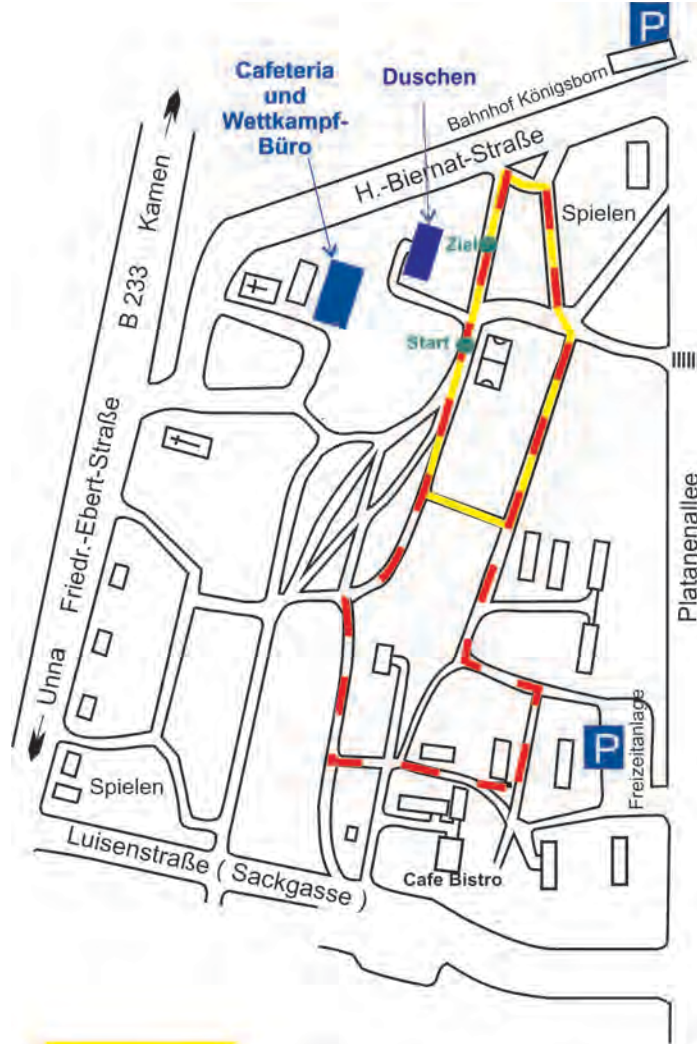 P
Cafeteria
und
Wettkampf-
Büro
Duschen
Bahnhof Königsborn
H.-Biernat-Straße
Kamen
B 233
Spielen
Ziel
Start
Friedr.-Ebert-Straße
Unna
Platanenallee
P
Freizeitanlage
Spielen
Luisenstraße ( Sackgasse )
Cafe Bistro